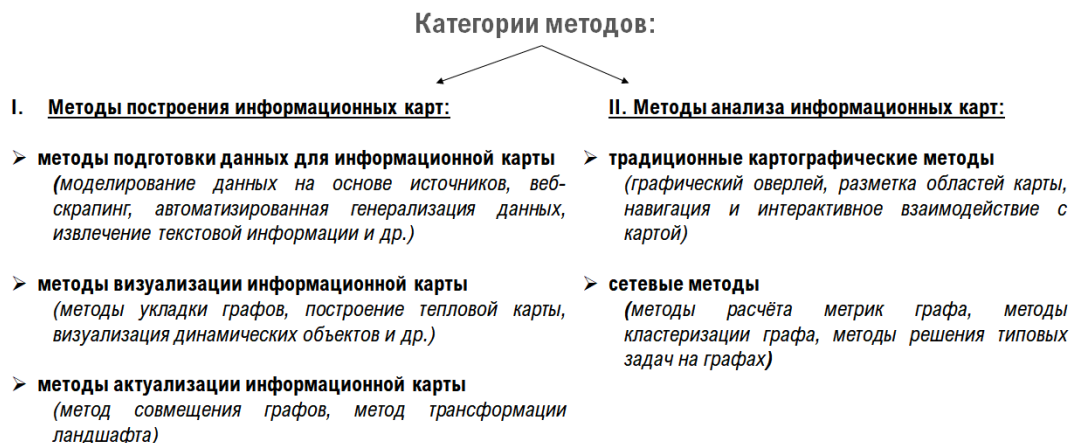 Категории методов:
I. Методы построения информационных карт:
➢ методы подготовки данных для информационной карты
(моделирование данных на основе источников, веб-
скрапинг, автоматизированная генерализация данных,
извлечение текстовой информации и др.)
➢ методы визуализации информационной карты
(методы укладки графов, построение тепловой карты,
визуализация динамических объектов и др.)
➢ методы актуализации информационной карты
(метод совмещения графов, метод трансформации
ландшафта)
II. Методы анализа информационных карт:
➢ традиционные картографические методы
(графический оверлей, разметка областей карты,
навигация и интерактивное взаимодействие с
картой)
➢ сетевые методы
(методы расчёта метрик графа, методы
кластеризации графа, методы решения типовых
задач на графах)